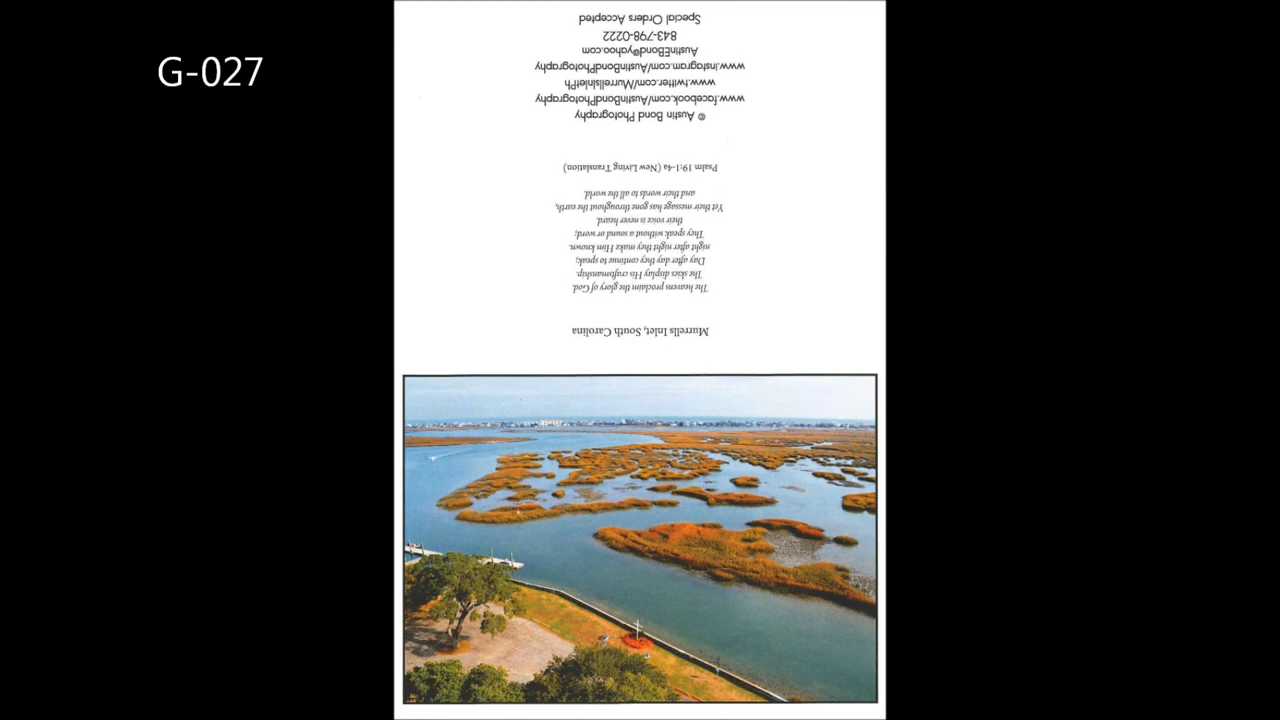 G-027
Murrells Inlet, South Carolina
The heavens proclaim the glory of God.
The skies display His craftsmanship.
Day after day they continue to speak;
night after night they make Him known.
They speak without a sound or word;
their voice is never heard.
Yet their message has gone throughout the earth,
and their words to all the world.
Psalm 19:1-4a (New Living Translation)
© Austin Bond Photography
www.facebook.com/AustinBondPhotography
www.twitter.com/MurrellsInletPh
www.instagram.com/AustinBondPhotography
AustinEBond@yahoo.com
843-798-0222
Special Orders Accepted